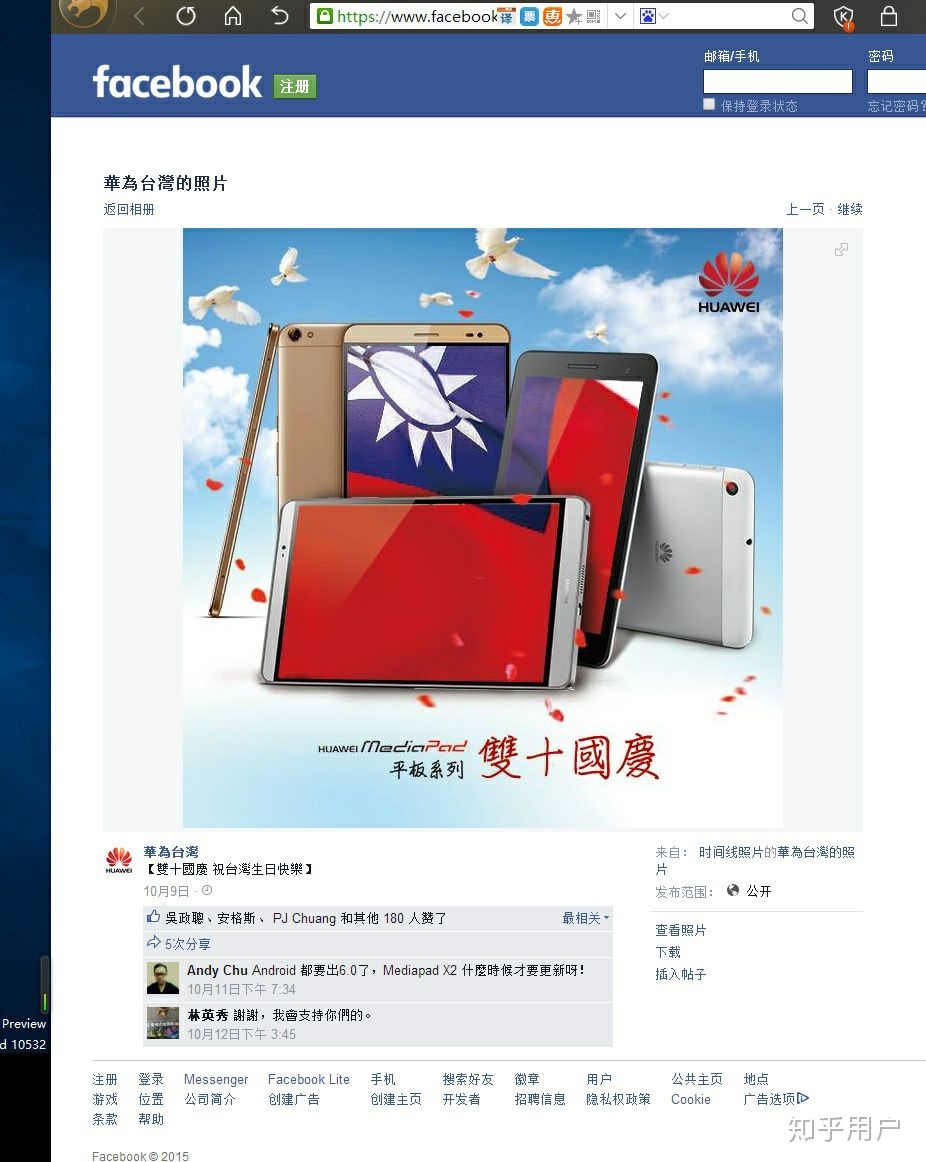 https://www.facebook
译
票
惠
facebook
注册
邮箱/手机
密码
保持登录状态
忘记密码?
華為台灣的照片
返回相册
上一页 · 继续
HUAWEI
HUAWEI MediaPad
平板系列
雙十國慶
HUAWEI
華為台灣
【雙十國慶 祝台灣生日快樂】
10月9日 ·
吳政聰、安格斯、 PJ Chuang 和其他 180 人赞了
最相关
5次分享
Andy Chu Android 都要出6.0了，Mediapad X2 什麼時候才要更新呀！
10月11日下午 7:34
林英秀 謝謝，我會支持你們的。
10月12日下午 3:45
来自： 时间线照片的華為台灣的照
片
发布范围： 公开
查看照片
下载
插入帖子
Preview
d 10532
注册 登录 Messenger Facebook Lite 手机 搜索好友 徽章 用户 公共主页 地点
游戏 位置 公司简介 创建广告 创建主页 开发者 招聘信息 隐私权政策 Cookie 广告选项
条款 帮助
知乎用户
Facebook © 2015